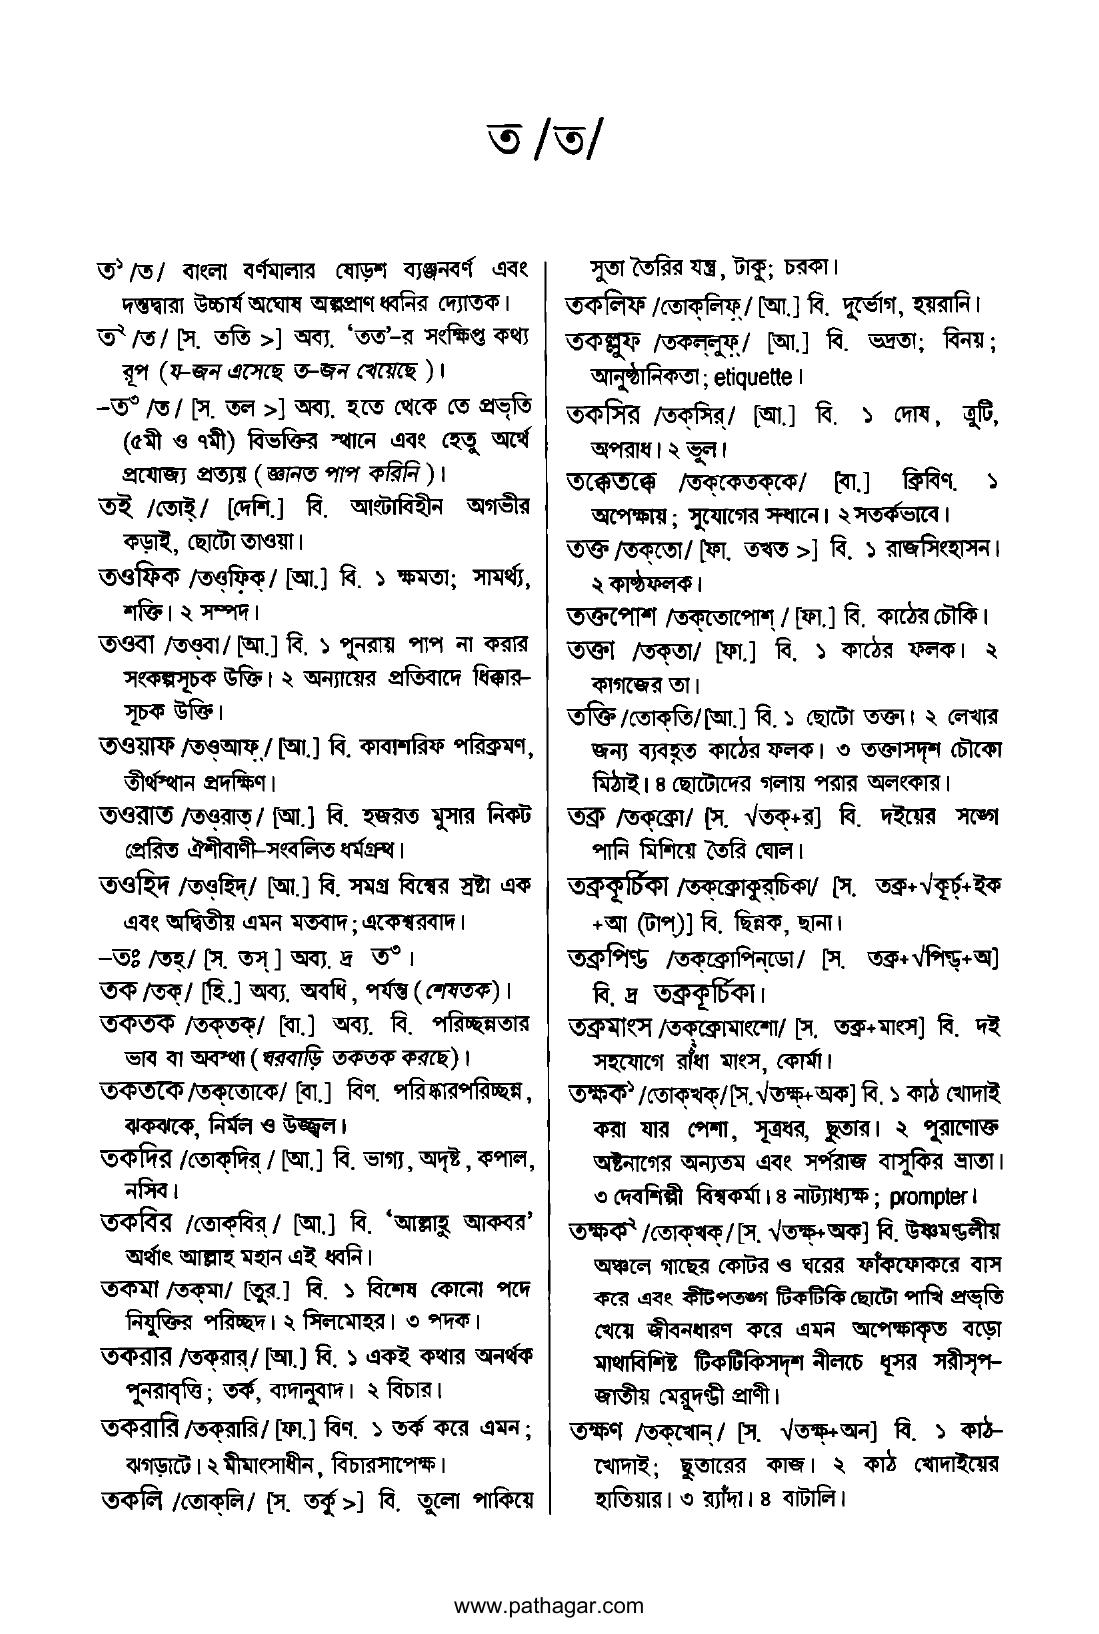 ত /ত/
ত১ /ত/ বাংলা বর্ণমালার ষোড়শ ব্যঞ্জনবর্ণ এবং
দন্তদ্বারা উচ্চার্য অঘোষ অল্পপ্রাণ ধ্বনির দ্যোতক।
ত২ /ত/ [স. ততি >] অব্য. ‘তত’-র সংক্ষিপ্ত কথ্য
রূপ (য-জন এসেছে ত-জন খেয়েছে )।
-ত৩ /ত/ [স. তল >] অব্য. হতে থেকে তে প্রভৃতি
(৫মী ও ৭মী) বিভক্তির স্থানে এবং হেতু অর্থে
প্রযোজ্য প্রত্যয় ( জ্ঞানত পাপ করিনি )।
তই /তোই্/ [দেশি.] বি. আংটাবিহীন অগভীর
কড়াই, ছোটো তাওয়া।
তওফিক /তও্ফি়ক্/ [আ.] বি. ১ ক্ষমতা; সামর্থ্য,
শক্তি। ২ সম্পদ।
তওবা /তও্বা/ [আ.] বি. ১ পুনরায় পাপ না করার
সংকল্পসূচক উক্তি। ২ অন্যায়ের প্রতিবাদে ধিক্কার-
সূচক উক্তি।
তওয়াফ /তও্আফ়্/ [আ.] বি. কাবাশরিফ পরিক্রমণ,
তীর্থস্থান প্রদক্ষিণ।
তওরাত /তও্রাত্/ [আ.] বি. হজরত মুসার নিকট
প্রেরিত ঐশীবাণী-সংবলিত ধর্মগ্রন্থ।
তওহিদ /তও্হিদ্/ [আ.] বি. সমগ্র বিশ্বের স্রষ্টা এক
এবং অদ্বিতীয় এমন মতবাদ; একেশ্বরবাদ।
-তঃ /তহ্/ [স. তস্ ] অব্য. দ্র ত৩।
তক /তক্/ [হি.] অব্য. অবধি, পর্যন্ত (শেষতক)।
তকতক /তক্তক্/ [বা.] অব্য. বি. পরিচ্ছন্নতার
ভাব বা অবস্থা (ঘরবাড়ি তকতক করছে)।
তকতকে /তক্তোকে/ [বা.] বিণ. পরিষ্কারপরিচ্ছন্ন,
ঝকঝকে, নির্মল ও উজ্জ্বল।
তকদির /তোক্দির্/ [আ.] বি. ভাগ্য, অদৃষ্ট, কপাল,
নসিব।
তকবির /তোক্বির্/ [আ.] বি. ‘আল্লাহু আকবর’
অর্থাৎ আল্লাহ মহান এই ধ্বনি।
তকমা /তক্মা/ [তুর.] বি. ১ বিশেষ কোনো পদে
নিযুক্তির পরিচ্ছদ। ২ সিলমোহর। ৩ পদক।
তকরার /তক্রার্/ [আ.] বি. ১ একই কথার অনর্থক
পুনরাবৃত্তি; তর্ক, বাদানুবাদ। ২ বিচার।
তকরারি /তক্রারি/ [ফা.] বিণ. ১ তর্ক করে এমন;
ঝগড়াটে। ২ মীমাংসাধীন, বিচারসাপেক্ষ।
তকলি /তোক্লি/ [স. তর্কু >] বি. তুলো পাকিয়ে
সুতা তৈরির যন্ত্র, টাকু; চরকা।
তকলিফ /তোক্লিফ়্/ [আ.] বি. দুর্ভোগ, হয়রানি।
তকল্লুফ /তকল্লুফ়্/ [আ.] বি. ভদ্রতা; বিনয়;
আনুষ্ঠানিকতা; etiquette।
তকসির /তক্সির্/ [আ.] বি. ১ দোষ, ত্রুটি,
অপরাধ। ২ ভুল।
তক্কেতক্কে /তক্কেতক্কে/ [বা.] ক্রিবিণ. ১
অপেক্ষায়; সুযোগের সন্ধানে। ২ সতর্কভাবে।
তক্ত /তক্তো/ [ফা. তখত >] বি. ১ রাজসিংহাসন।
২ কাষ্ঠফলক।
তক্তপোশ /তক্তোপোশ্/ [ফা.] বি. কাঠের চৌকি।
তক্তা /তক্তা/ [ফা.] বি. ১ কাঠের ফলক। ২
কাগজের তা।
তক্তি /তোক্তি/ [আ.] বি. ১ ছোটো তক্তা। ২ লেখার
জন্য ব্যবহৃত কাঠের ফলক। ৩ তক্তাসদৃশ চৌকো
মিঠাই। ৪ ছোটোদের গলায় পরার অলংকার।
তক্র /তক্ক্রো/ [স. √তক্+র] বি. দইয়ের সঙ্গে
পানি মিশিয়ে তৈরি ঘোল।
তক্রকূর্চিকা /তক্ক্রোকুর্চিকা/ [স. তক্র+√কূর্চ্+ইক
+আ (টাপ্)] বি. ছিন্নক, ছানা।
তক্রপিণ্ড /তক্ক্রোপিন্ডো/ [স. তক্র+√পিন্ড্+অ]
বি. দ্র তক্রকূর্চিকা।
তক্রমাংস /তক্ক্রোমাংশো/ [স. তক্র+মাংস] বি. দই
সহযোগে রাঁধা মাংস, কোর্মা।
তক্ষক১ /তোক্খক্/ [স. √তক্ষ্+অক] বি. ১ কাঠ খোদাই
করা যার পেশা, সূত্রধর, ছুতার। ২ পুরাণোক্ত
অষ্টনাগের অন্যতম এবং সর্পরাজ বাসুকির ভ্রাতা।
৩ দেবশিল্পী বিশ্বকর্মা। ৪ নাট্যাধ্যক্ষ; prompter।
তক্ষক২ /তোক্খক্/ [স. √তক্ষ্+অক] বি. উষ্ণমণ্ডলীয়
অঞ্চলে গাছের কোটর ও ঘরের ফাঁকফোকরে বাস
করে এবং কীটপতঙ্গ টিকটিকি ছোটো পাখি প্রভৃতি
খেয়ে জীবনধারণ করে এমন অপেক্ষাকৃত বড়ো
মাথাবিশিষ্ট টিকটিকিসদৃশ নীলচে ধূসর সরীসৃপ-
জাতীয় মেরুদণ্ডী প্রাণী।
তক্ষণ /তক্খোন্/ [স. √তক্ষ্+অন] বি. ১ কাঠ-
খোদাই; ছুতারের কাজ। ২ কাঠ খোদাইয়ের
হাতিয়ার। ৩ র‍্যাঁদা। ৪ বাটালি।
www.pathagar.com